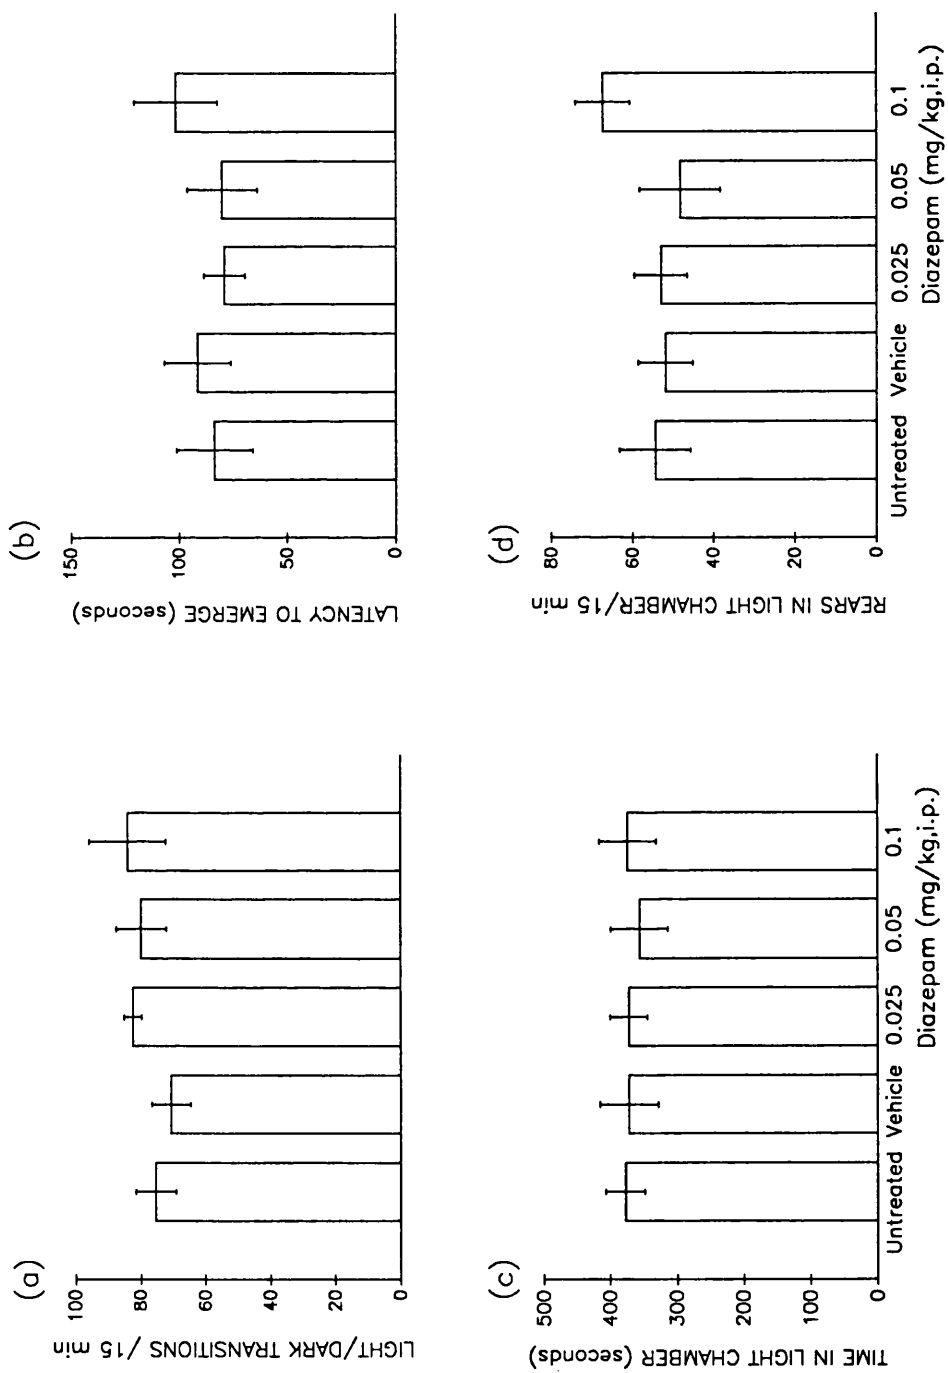 (a)
LIGHT/DARK TRANSITIONS /15 min
100
80
60
40
20
0
(b)
LATENCY TO EMERGE (seconds)
150
100
50
0
(c)
TIME IN LIGHT CHAMBER (seconds)
500
400
300
200
100
0
Untreated Vehicle 0.025 0.05 0.1
Diazepam (mg/kg,i.p.)
(d)
REARS IN LIGHT CHAMBER/15 min
80
60
40
20
0
Untreated Vehicle 0.025 0.05 0.1
Diazepam (mg/kg,i.p.)